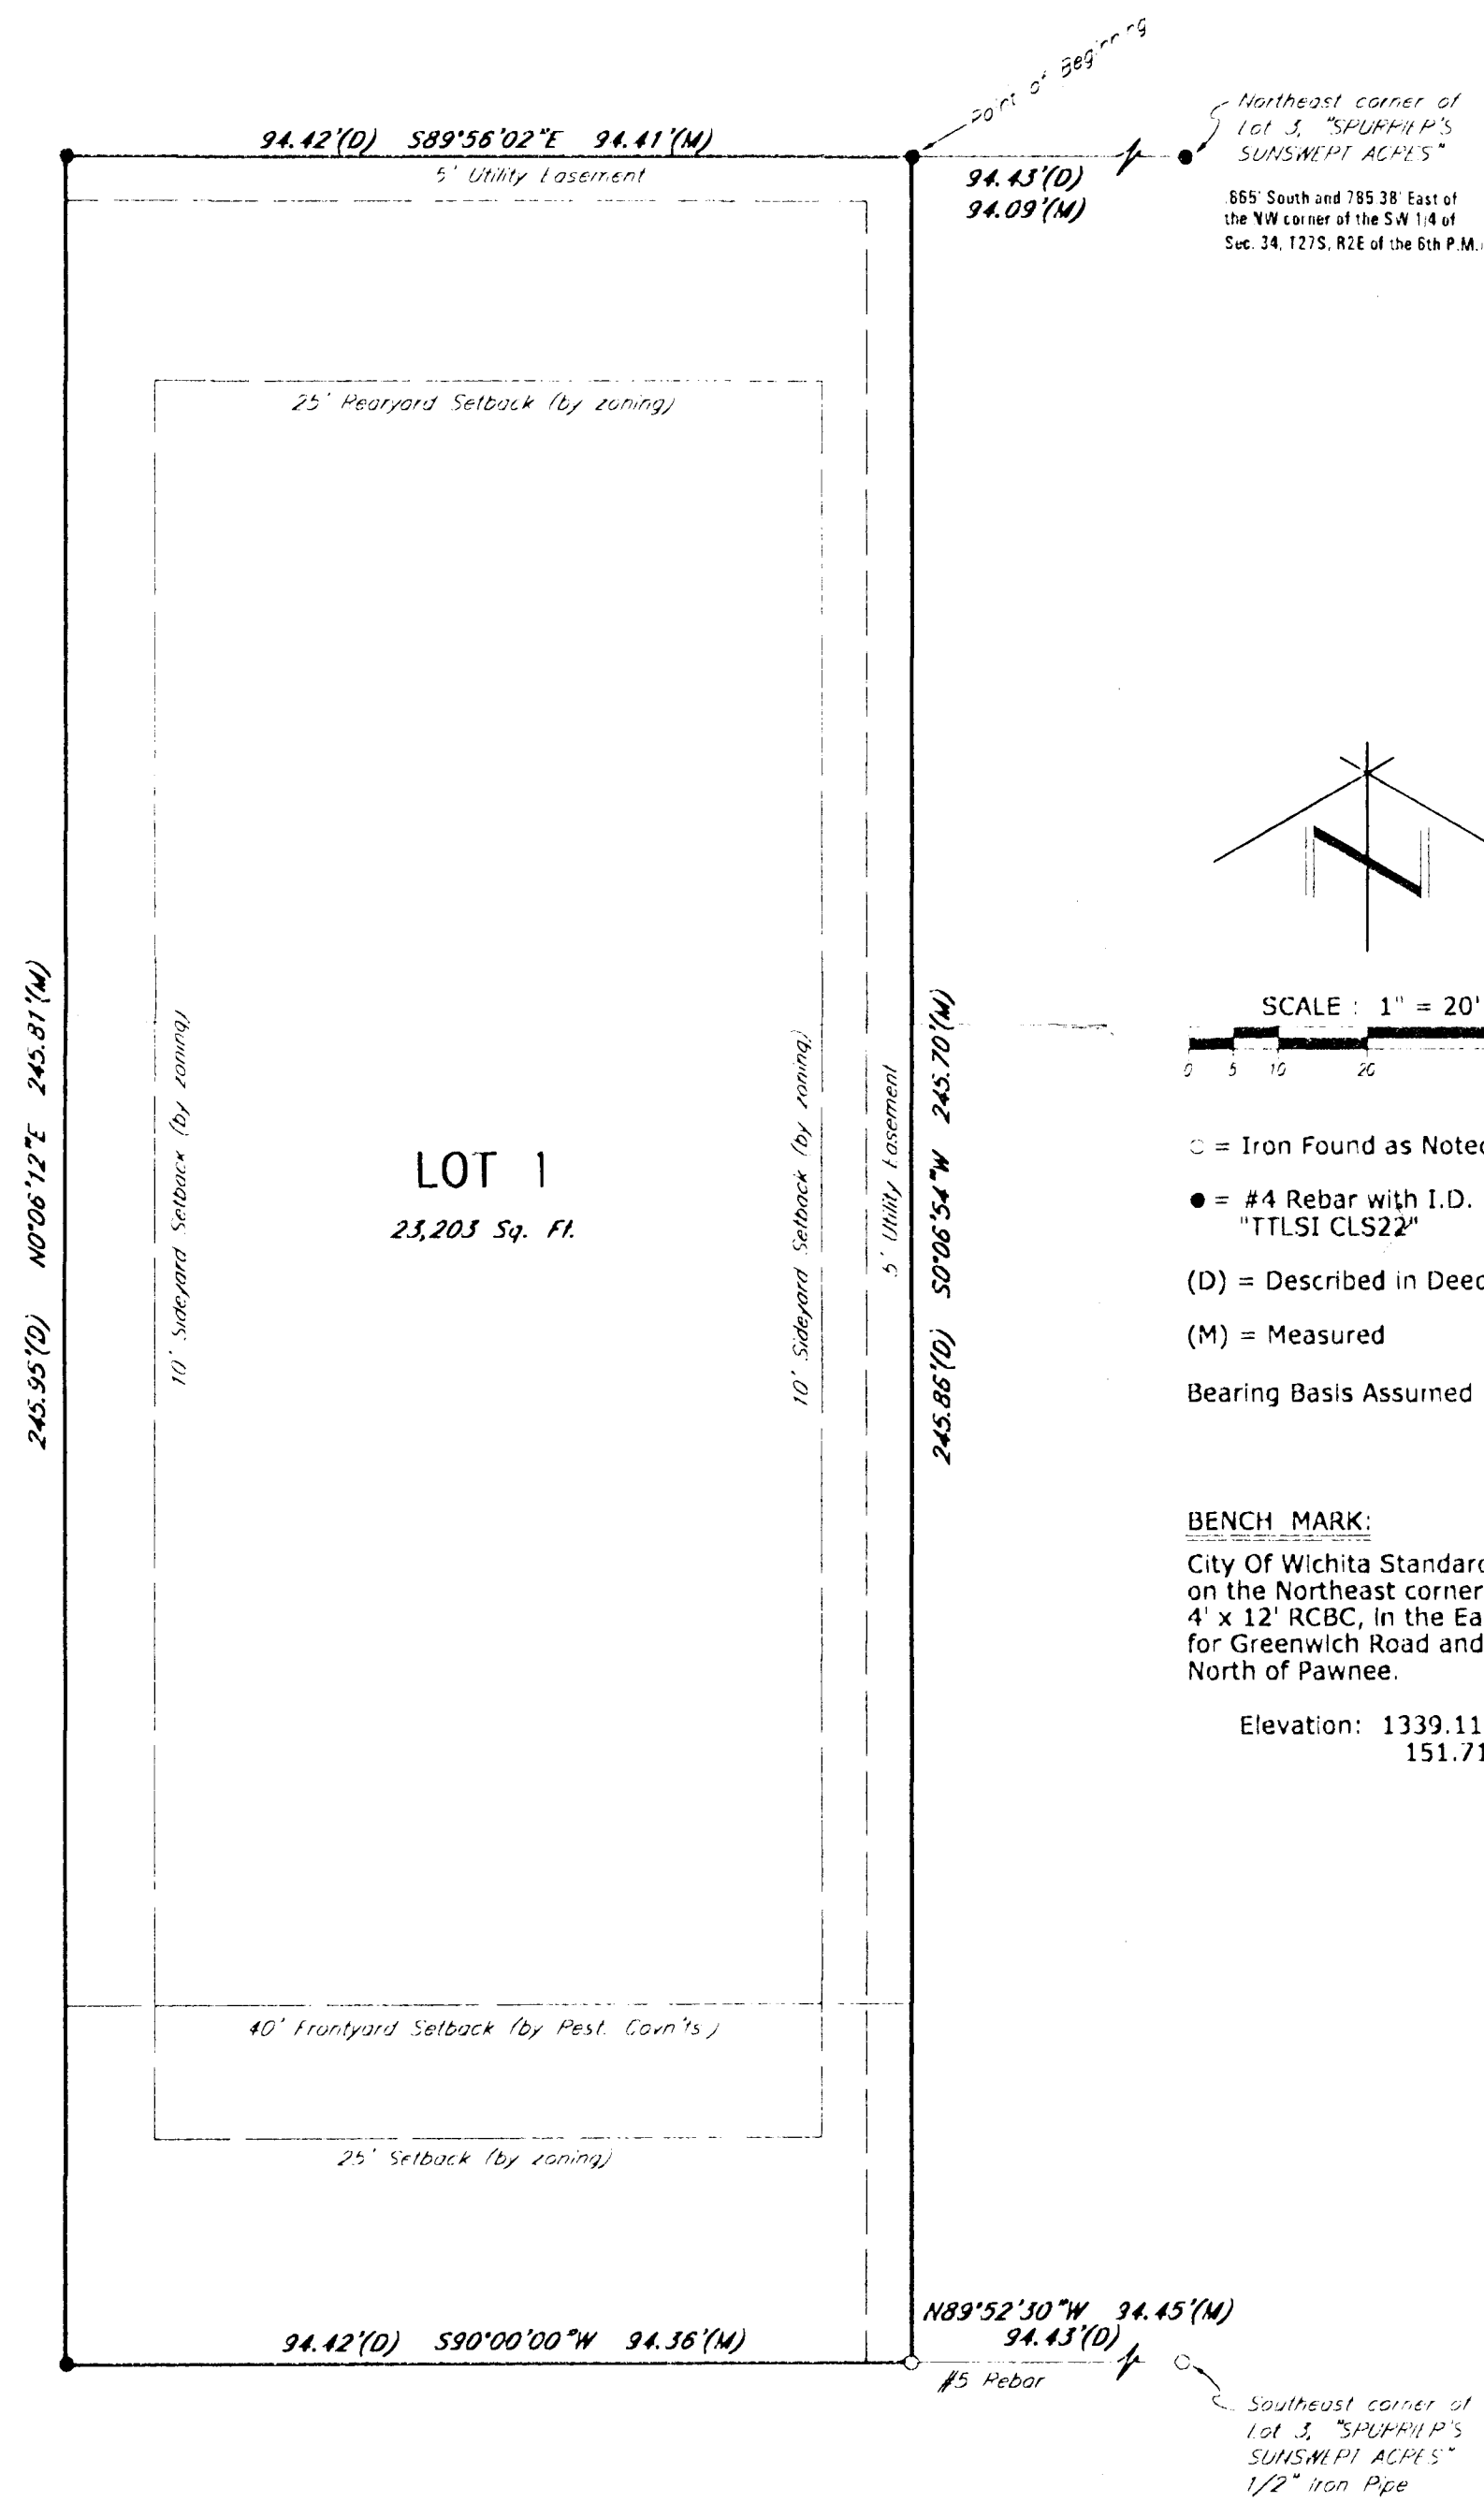 Point of Beginning
94.42'(D) S89°56'02"E 94.41'(M)
5' Utility Easement
94.43'(D)
94.09'(M)
Northeast corner of
Lot 3, "SPURRIER'S
SUNSWEPT ACRES"
.865' South and 785.38' East of
the NW corner of the SW 1/4 of
Sec. 34, T27S, R2E of the 6th P.M.
25' Rearyard Setback (by zoning)
245.95'(D) N0°06'12"E 245.81'(M)
10' Sideyard Setback (by zoning)
LOT 1
23,203 Sq. Ft.
10' Sideyard Setback (by zoning)
5' Utility Easement
245.86'(D) S0°06'54"W 245.70'(M)
N
SCALE : 1" = 20'
0 5 10 20
○ = Iron Found as Noted
● = #4 Rebar with I.D.
"TTLSI CLS22"
(D) = Described in Deed
(M) = Measured
Bearing Basis Assumed
BENCH MARK:
City Of Wichita Standard
on the Northeast corner
4' x 12' RCBC, in the Ea
for Greenwich Road and
North of Pawnee.
Elevation: 1339.11
151.71
40' Frontyard Setback (by Rest. Covn'ts.)
25' Setback (by zoning)
94.42'(D) S90°00'00"W 94.36'(M)
N89°52'30"W 94.45'(M)
94.43'(D)
#5 Rebar
Southeast corner of
Lot 3, "SPURRIER'S
SUNSWEPT ACRES"
1/2" Iron Pipe